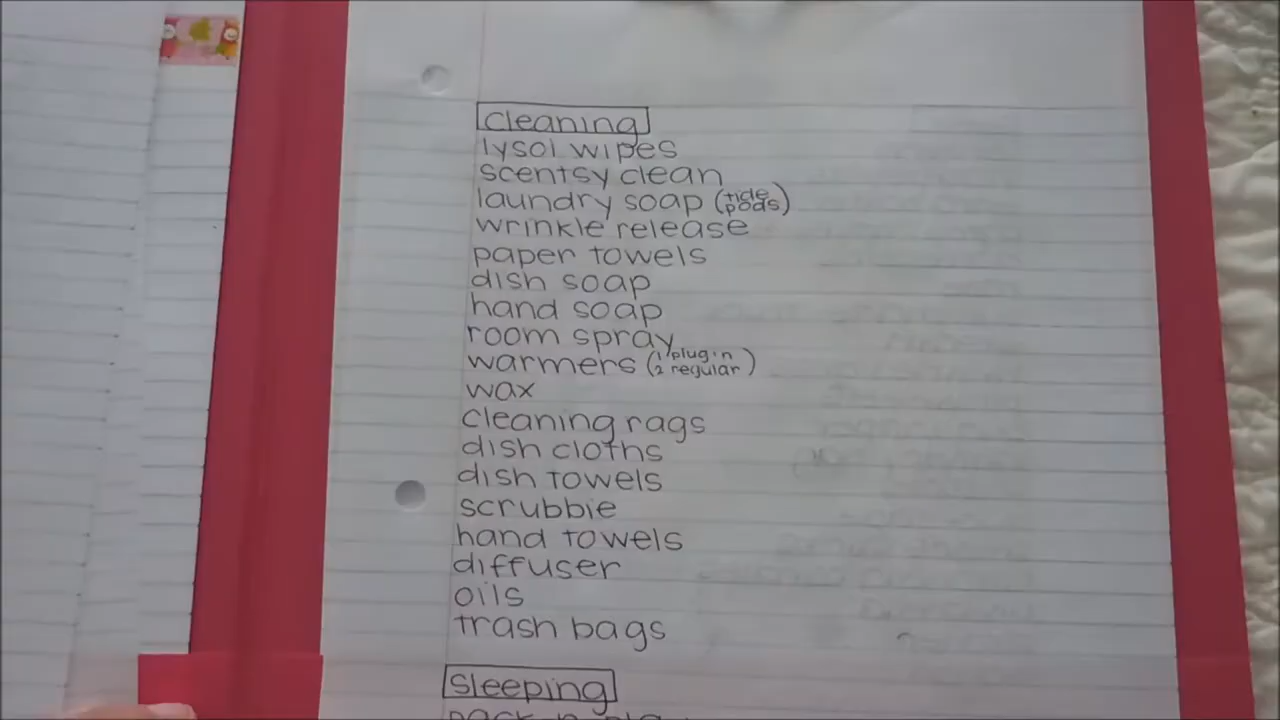 cleaning
lysol wipes
scentsy clean
laundry soap (tide pods)
wrinkle release
paper towels
dish soap
hand soap
room spray
warmers (1 plug in 2 regular)
wax
cleaning rags
dish cloths
dish towels
scrubbie
hand towels
diffuser
oils
trash bags
sleeping